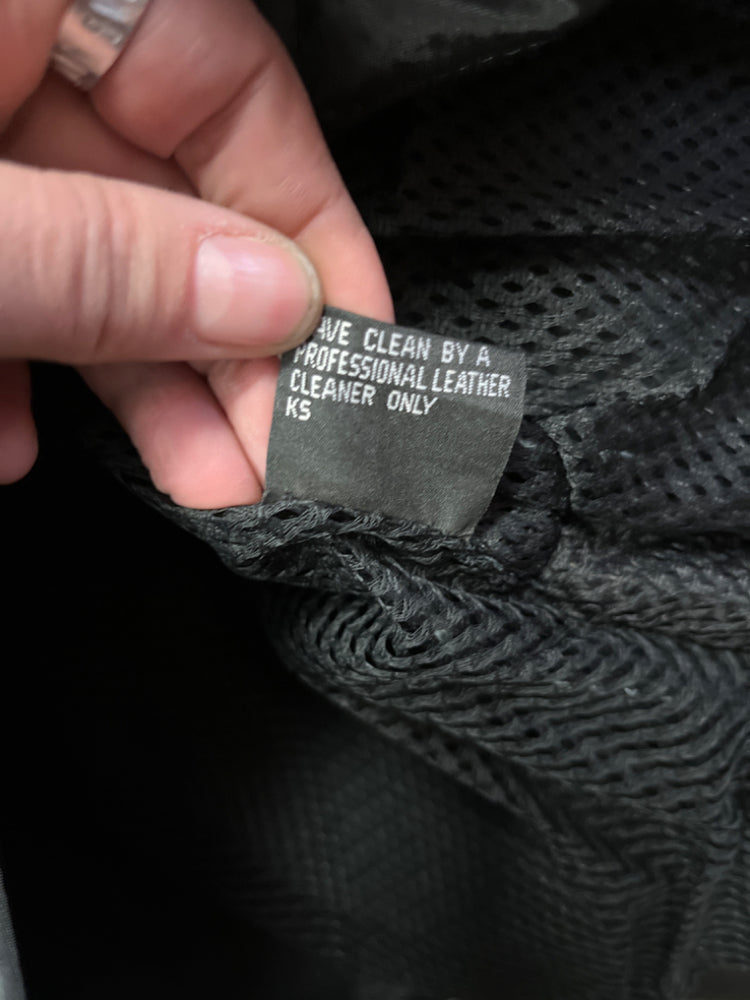 AVE CLEAN BY A
PROFESSIONAL LEATHER
CLEANER ONLY
KS